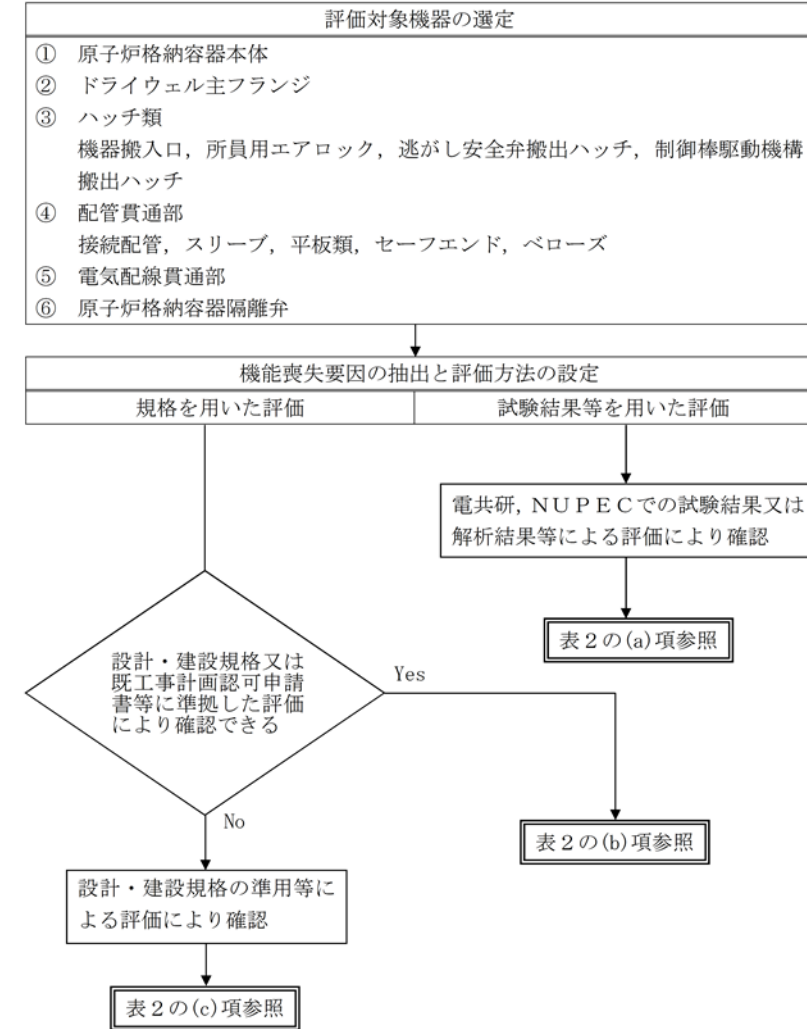 評価対象機器の選定
① 原子炉格納容器本体
② ドライウェル主フランジ
③ ハッチ類
機器搬入口，所員用エアロック，逃がし安全弁搬出ハッチ，制御棒駆動機構
搬出ハッチ
④ 配管貫通部
接続配管，スリーブ，平板類，セーフエンド，ベローズ
⑤ 電気配線貫通部
⑥ 原子炉格納容器隔離弁
機能喪失要因の抽出と評価方法の設定
規格を用いた評価
試験結果等を用いた評価
電共研，ＮＵＰＥＣでの試験結果又は
解析結果等による評価により確認
表２の(a)項参照
設計・建設規格又は
既工事計画認可申請
書等に準拠した評価
により確認できる
Yes
表２の(b)項参照
No
設計・建設規格の準用等に
よる評価により確認
表２の(c)項参照